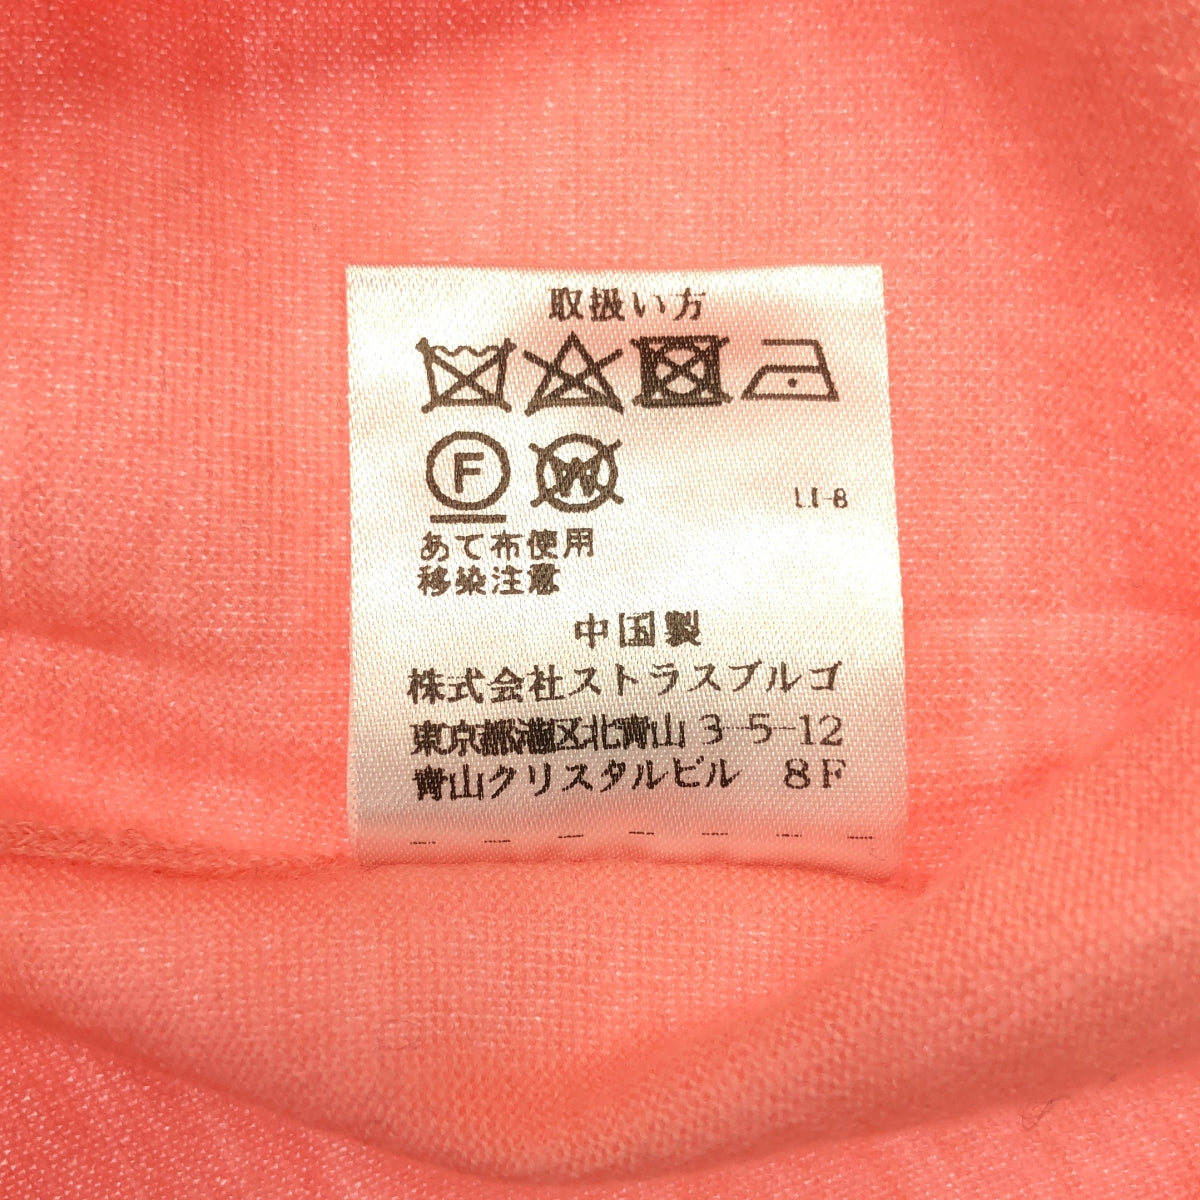 取扱い方
F W
LI-8
あて布使用
移染注意
中国製
株式会社ストラスブルゴ
東京都港区北青山3-5-12
青山クリスタルビル 8F